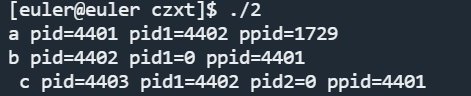 [euler@euler czxt]$ ./2
a pid=4401 pid1=4402 ppid=1729
b pid=4402 pid1=0 ppid=4401
 c pid=4403 pid1=4402 pid2=0 ppid=4401